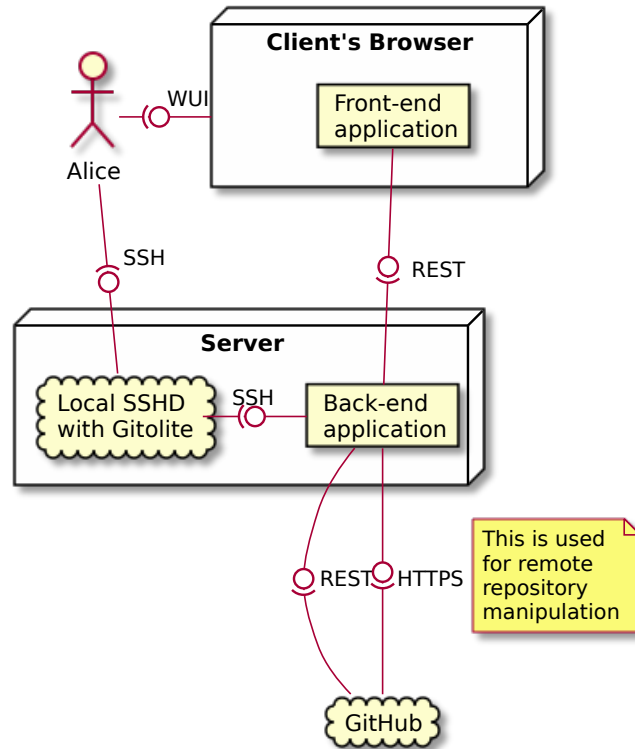 Client's Browser
WUI
Front-end
application
Alice
SSH
REST
Server
Local SSHD
with Gitolite
SSH
Back-end
application
REST
HTTPS
This is used
for remote
repository
manipulation
GitHub